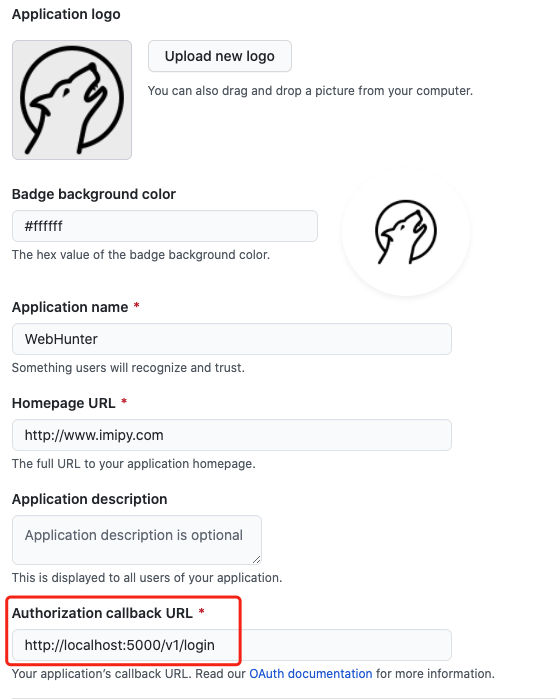 Application logo
Upload new logo
You can also drag and drop a picture from your computer.
Badge background color
#ffffff
The hex value of the badge background color.
Application name *
WebHunter
Something users will recognize and trust.
Homepage URL *
http://www.imipy.com
The full URL to your application homepage.
Application description
Application description is optional
This is displayed to all users of your application.
Authorization callback URL *
http://localhost:5000/v1/login
Your application’s callback URL. Read our OAuth documentation for more information.